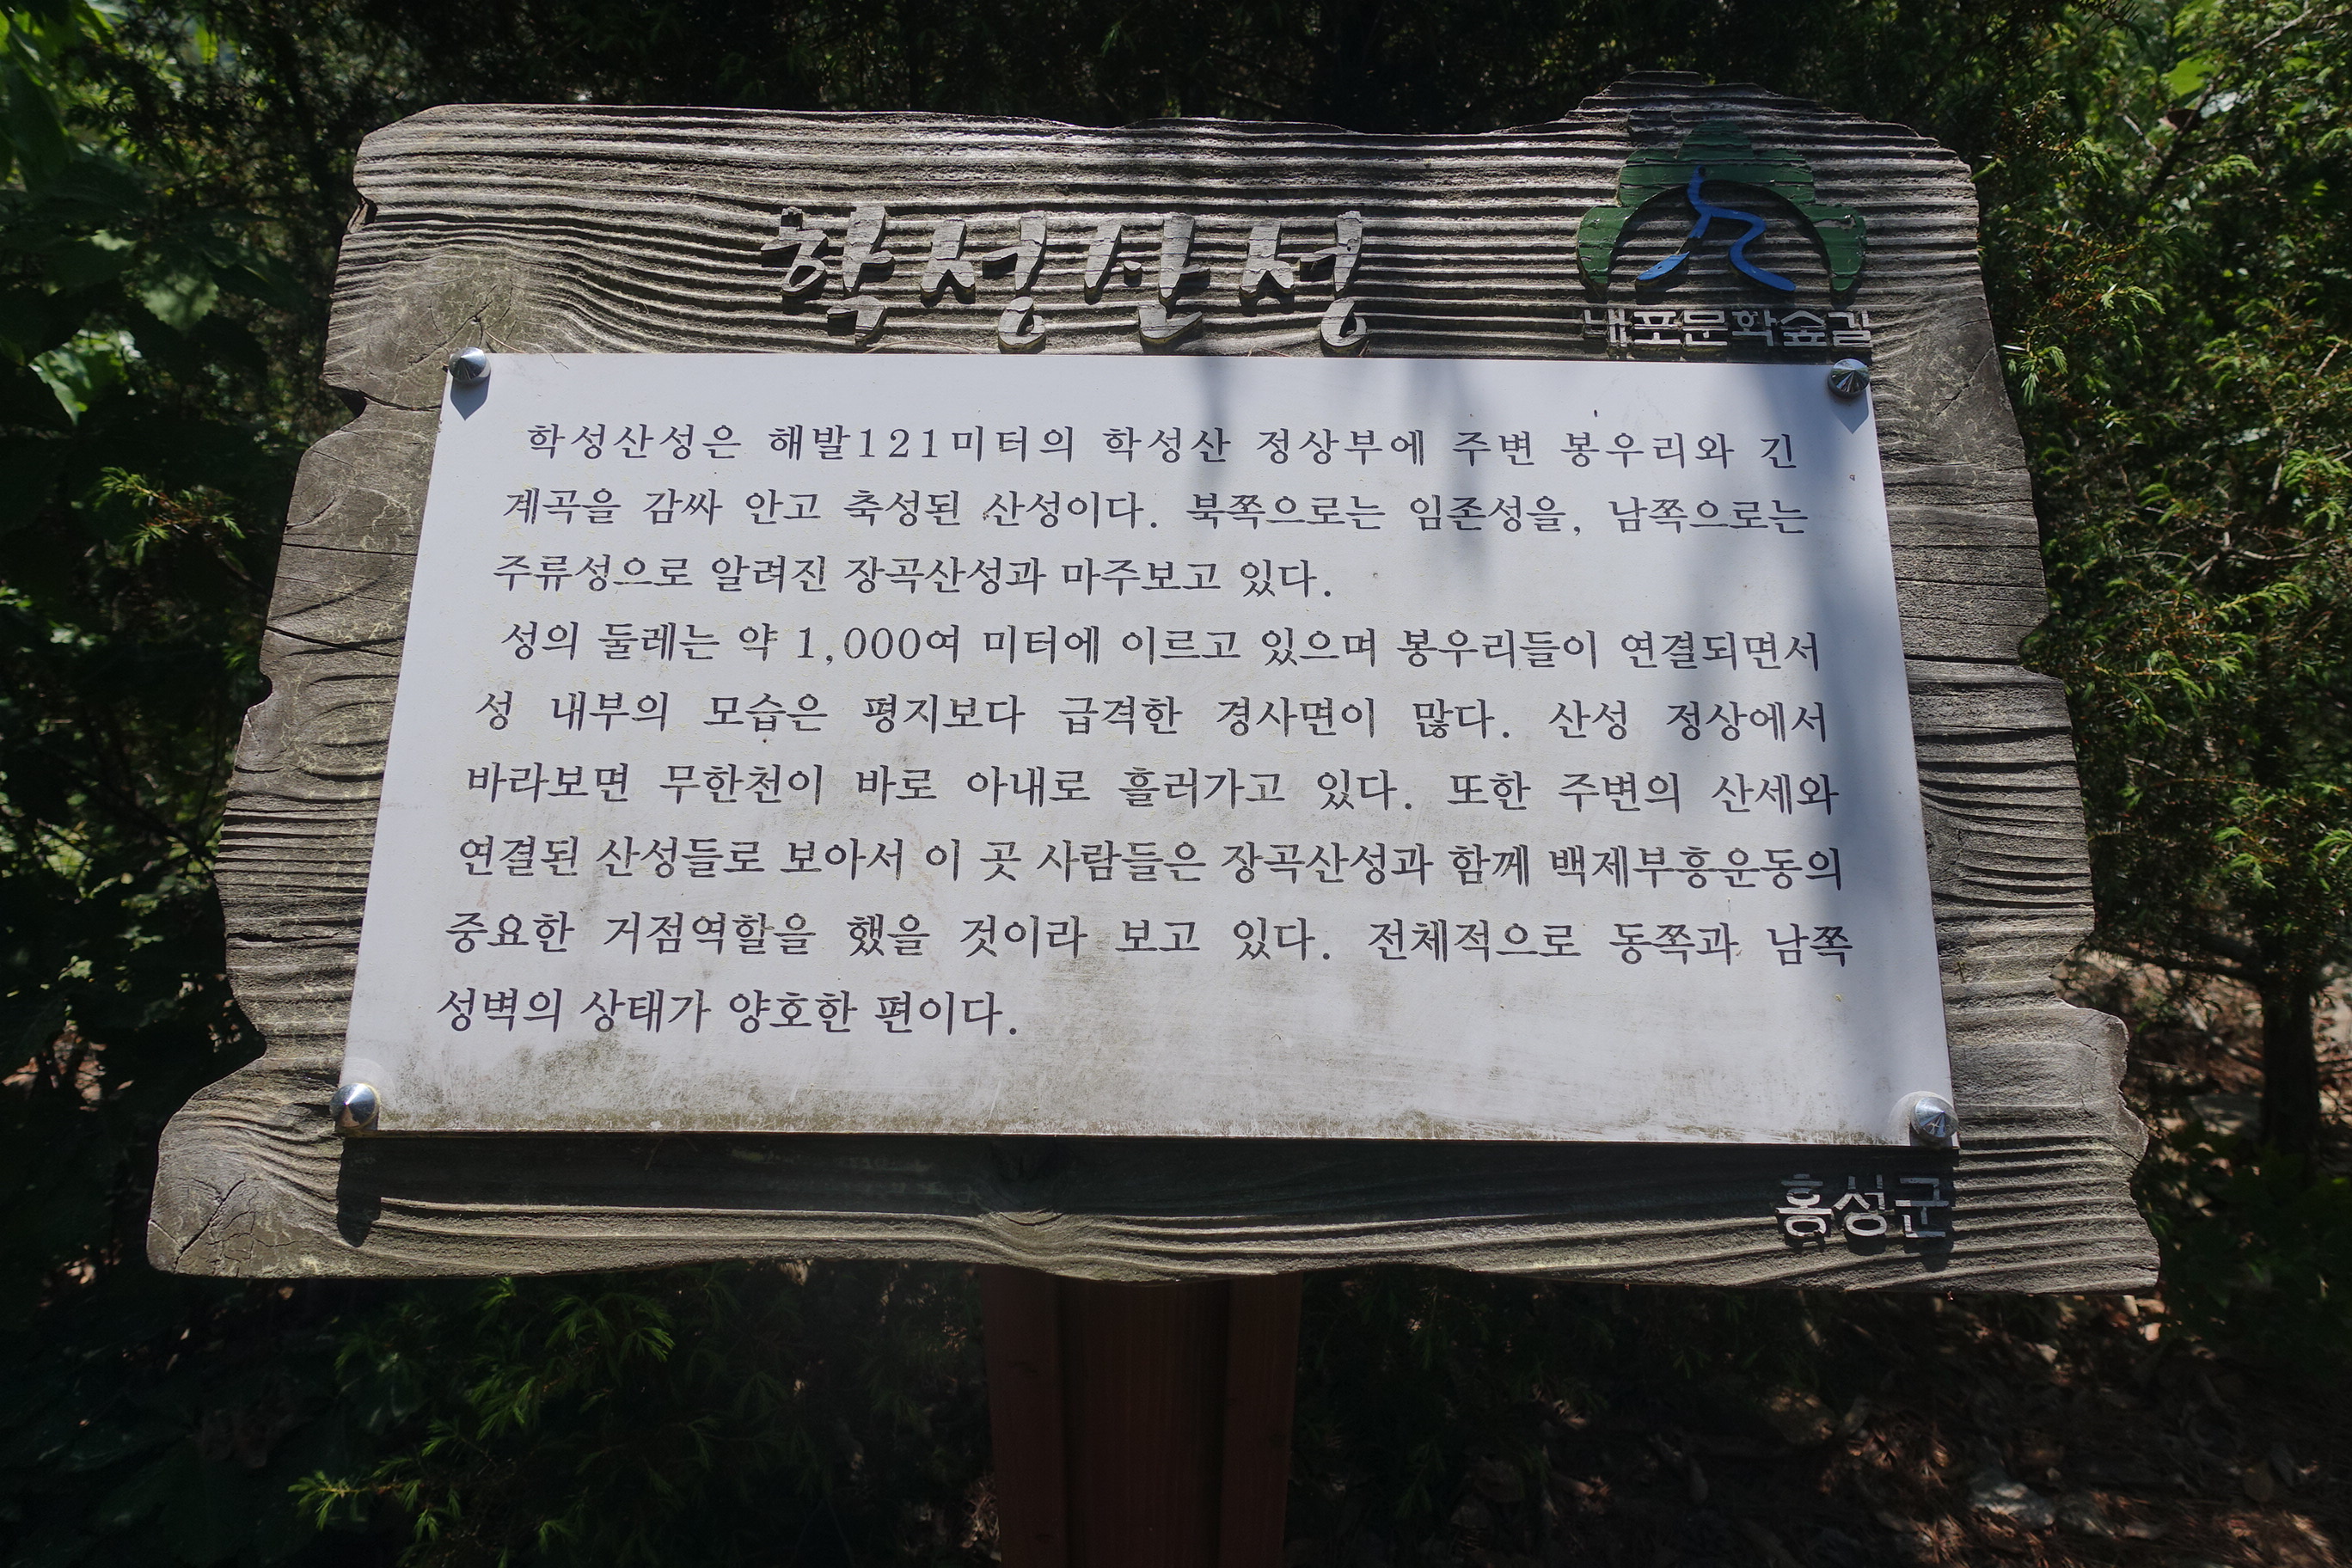 학성산성
내포문화숲길
학성산성은 해발121미터의 학성산 정상부에 주변 봉우리와 긴
계곡을 감싸 안고 축성된 산성이다. 북쪽으로는 임존성을, 남쪽으로는
주류성으로 알려진 장곡산성과 마주보고 있다.
성의 둘레는 약 1,000여 미터에 이르고 있으며 봉우리들이 연결되면서
성 내부의 모습은 평지보다 급격한 경사면이 많다. 산성 정상에서
바라보면 무한천이 바로 아내로 흘러가고 있다. 또한 주변의 산세와
연결된 산성들로 보아서 이 곳 사람들은 장곡산성과 함께 백제부흥운동의
중요한 거점역할을 했을 것이라 보고 있다. 전체적으로 동쪽과 남쪽
성벽의 상태가 양호한 편이다.
홍성군